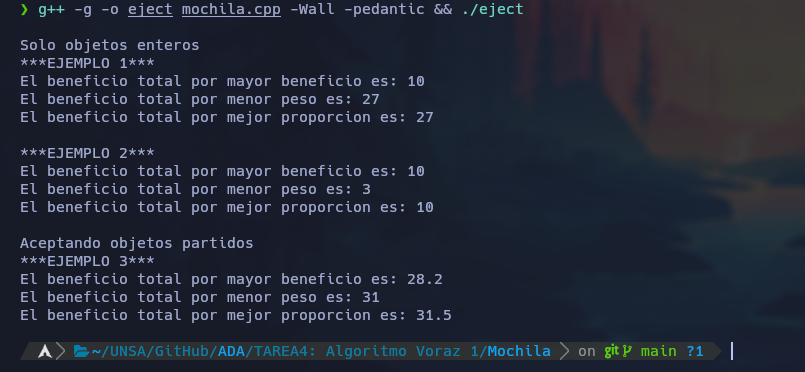 ❯ g++ -g -o eject mochila.cpp -Wall -pedantic && ./eject
Solo objetos enteros
***EJEMPLO 1***
El beneficio total por mayor beneficio es: 10
El beneficio total por menor peso es: 27
El beneficio total por mejor proporcion es: 27
***EJEMPLO 2***
El beneficio total por mayor beneficio es: 10
El beneficio total por menor peso es: 3
El beneficio total por mejor proporcion es: 10
Aceptando objetos partidos
***EJEMPLO 3***
El beneficio total por mayor beneficio es: 28.2
El beneficio total por menor peso es: 31
El beneficio total por mejor proporcion es: 31.5
~/UNSA/GitHub/ADA/TAREA4: Algoritmo Voraz 1/Mochila on git main ?1